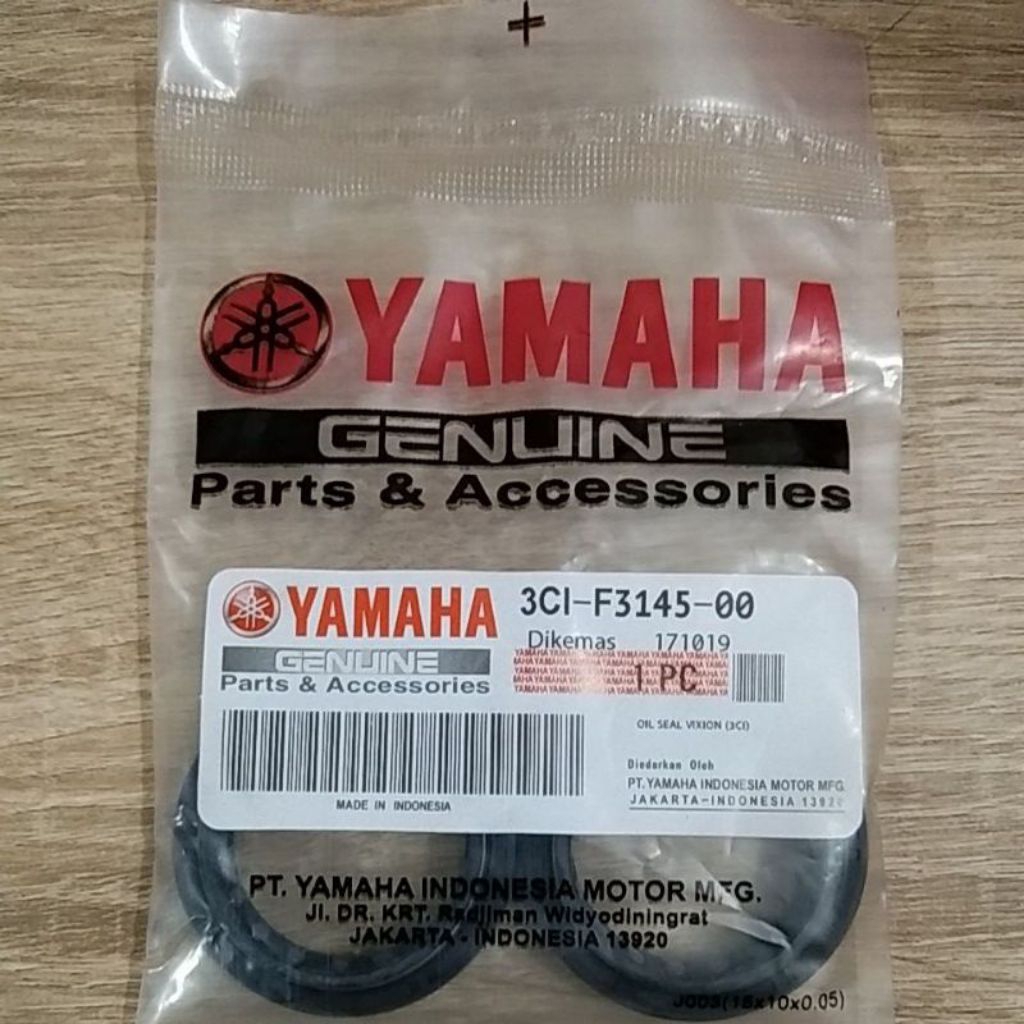 YAMAHA
GENUINE
Parts & Accessories
YAMAHA
GENUINE
Parts & Accessories
3CI-F3145-00
Dikemas 171019
1 PC
OIL SEAL VIXION (3CI)
Diedarkan Oleh
PT.YAMAHA INDONESIA MOTOR MFG
JAKARTA-INDONESIA 13920
MADE IN INDONESIA
PT. YAMAHA INDONESIA MOTOR MFG.
Jl. DR. KRT. Radjiman Widyodiningrat
JAKARTA - INDONESIA 13920
(15x10x0.05)